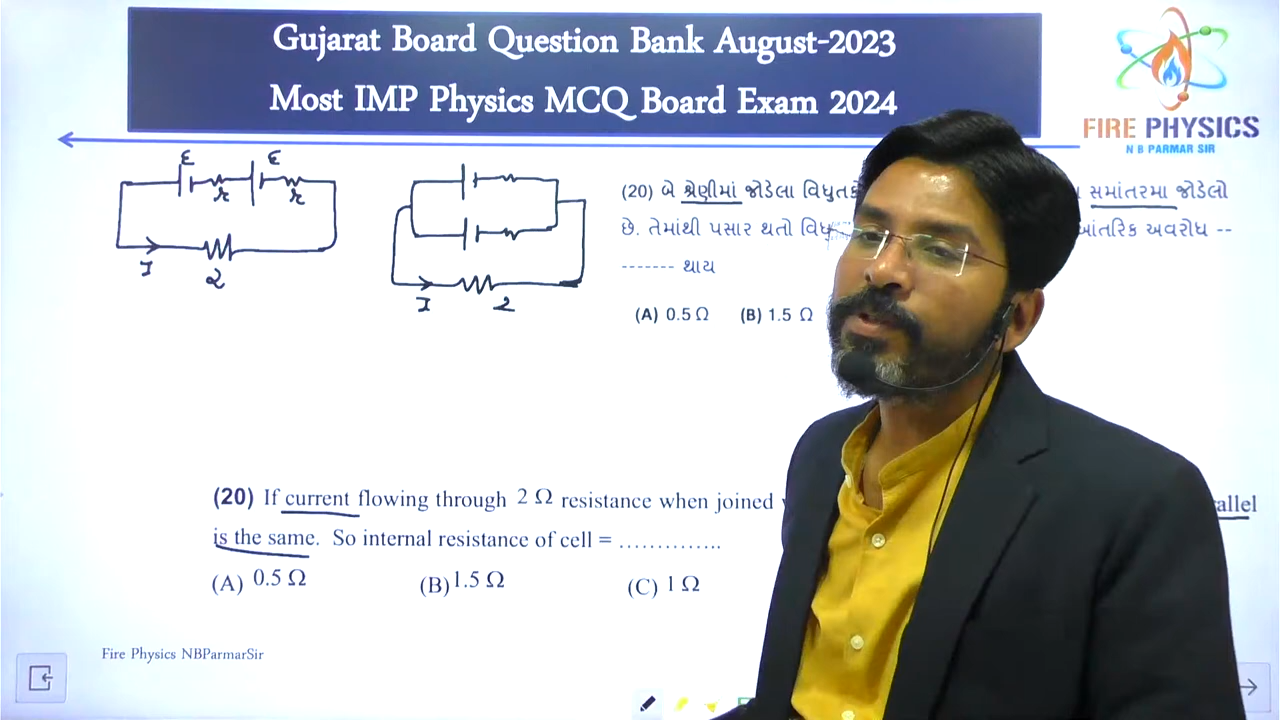 Gujarat Board Question Bank August-2023
Most IMP Physics MCQ Board Exam 2024
FIRE PHYSICS
N B PARMAR SIR
ε ε
r r
I 2
I 2
(20) બે શ્રેણીમાં જોડેલા સમાંતરમા જોડેલો
છે. તેમાંથી પસાર થતો આંતરિક અવરોધ --
------- થાય
(A) 0.5 Ω (B) 1.5 Ω
(20) If current flowing through 2 Ω resistance when joined
is the same. So internal resistance of cell = ..............
(A) 0.5 Ω (B) 1.5 Ω (C) 1 Ω
Fire Physics NBParmarSir